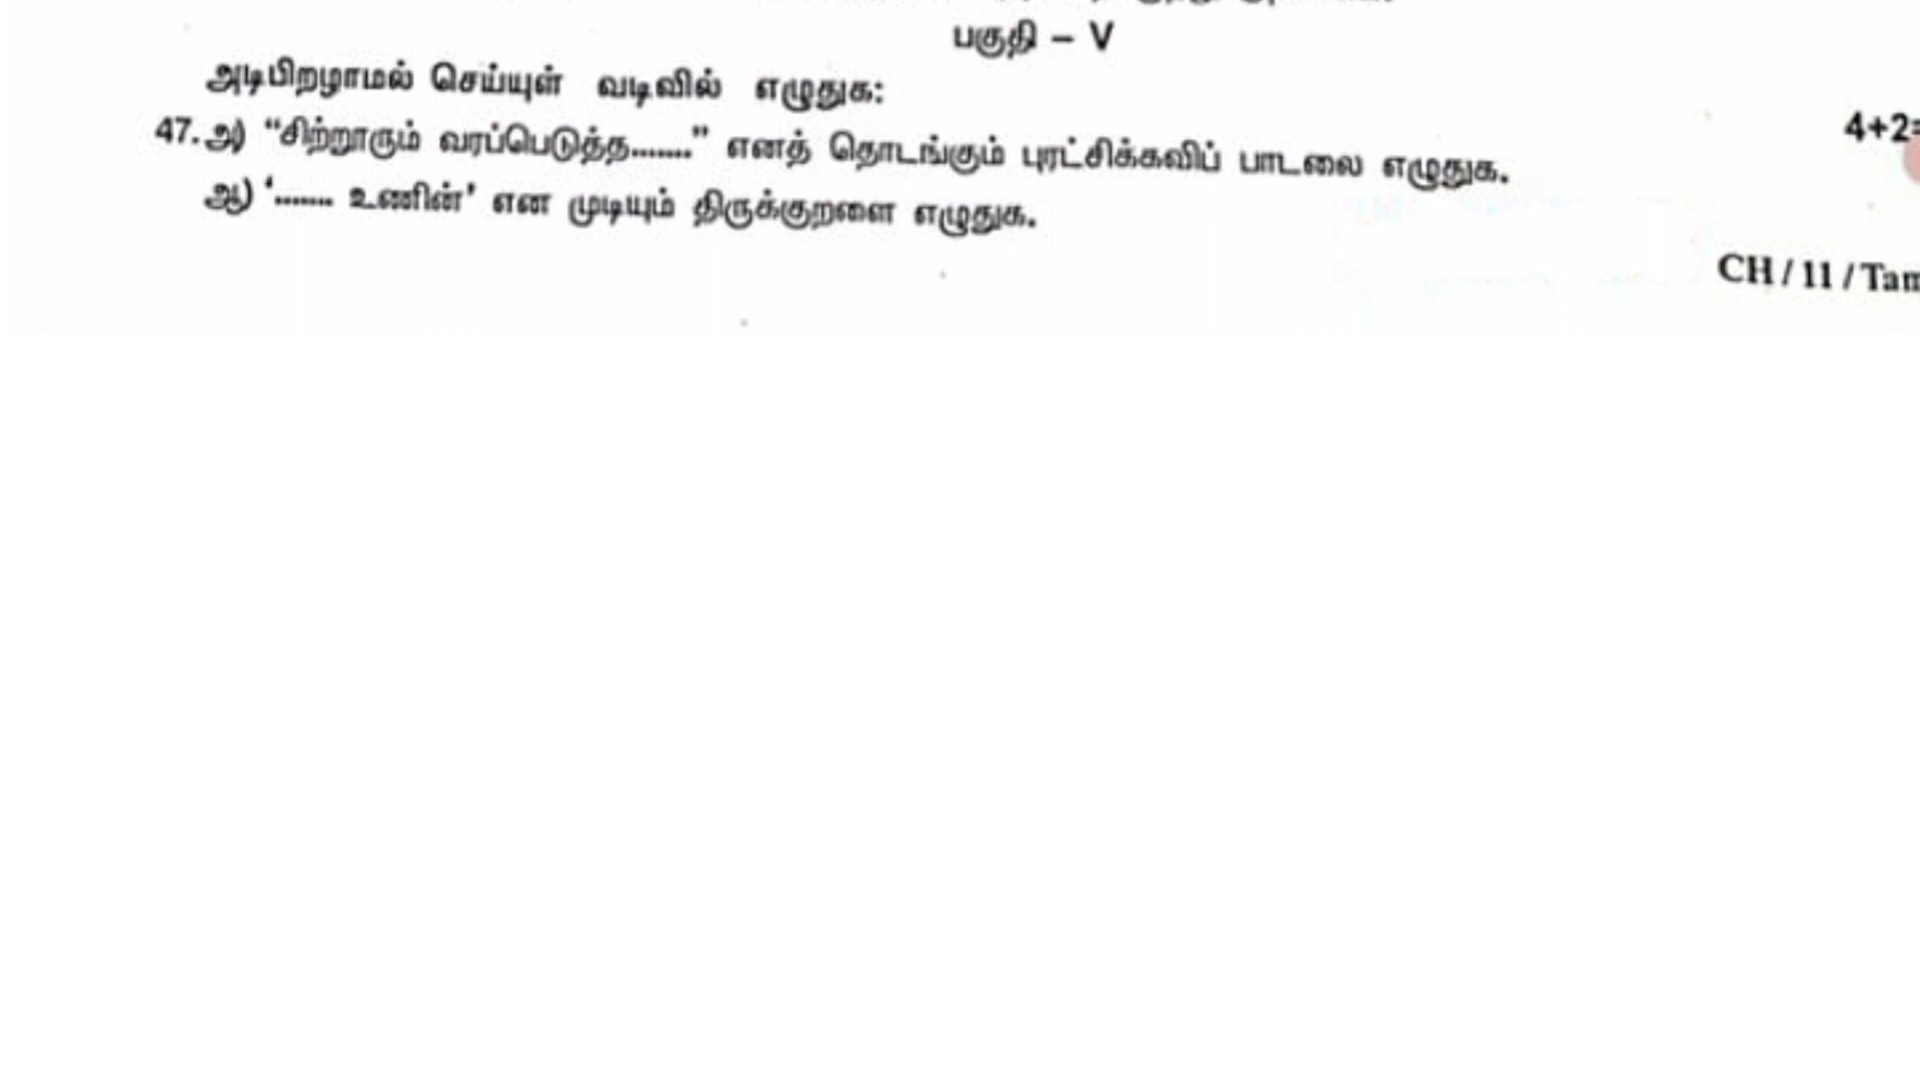 பகுதி – V
அடிபிறழாமல் செய்யுள் வடிவில் எழுதுக:
4+2=
47. அ) “சிற்றூரும் வரப்பெடுத்த.......” எனத் தொடங்கும் புரட்சிக்கவிப் பாடலை எழுதுக.
ஆ) ‘....... உணின்’ என முடியும் திருக்குறளை எழுதுக.
CH / 11 / Tam